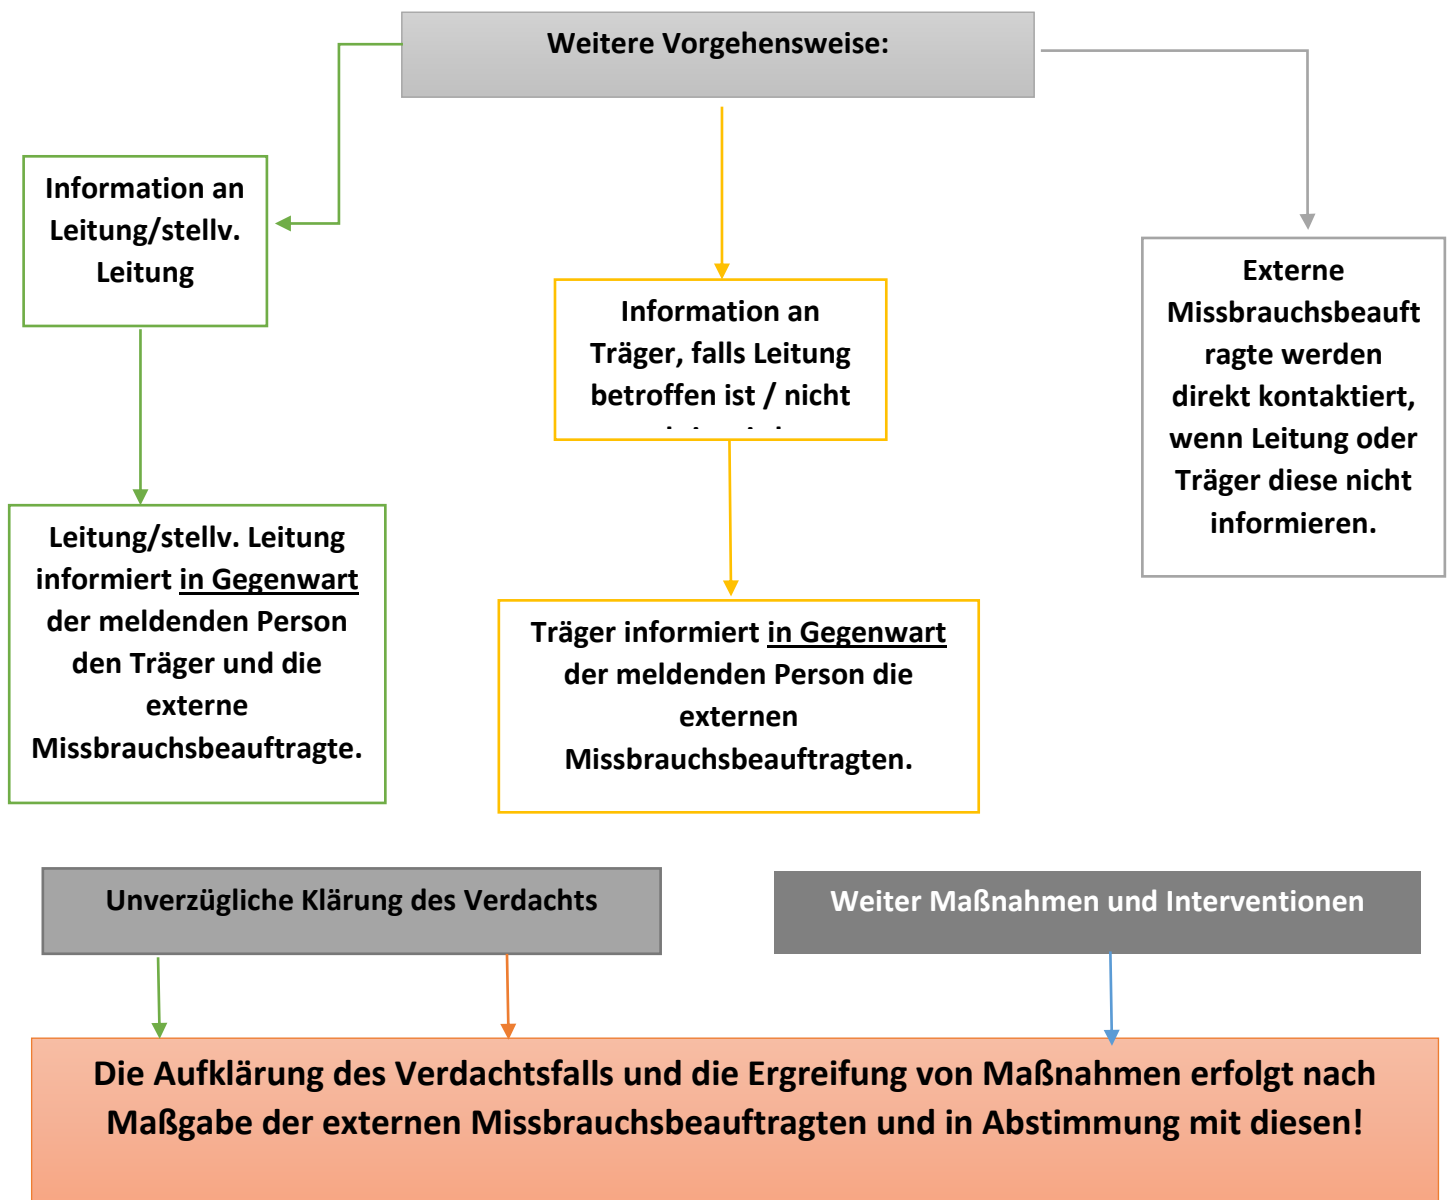 Weitere Vorgehensweise:
Information an
Leitung/stellv.
Leitung
Information an
Träger, falls Leitung
betroffen ist / nicht
Externe
Missbrauchsbeauft
ragte werden
direkt kontaktiert,
wenn Leitung oder
Träger diese nicht
informieren.
Leitung/stellv. Leitung
informiert in Gegenwart
der meldenden Person
den Träger und die
externe
Missbrauchsbeauftragte.
Träger informiert in Gegenwart
der meldenden Person die
externen
Missbrauchsbeauftragten.
Unverzügliche Klärung des Verdachts
Weiter Maßnahmen und Interventionen
Die Aufklärung des Verdachtsfalls und die Ergreifung von Maßnahmen erfolgt nach
Maßgabe der externen Missbrauchsbeauftragten und in Abstimmung mit diesen!